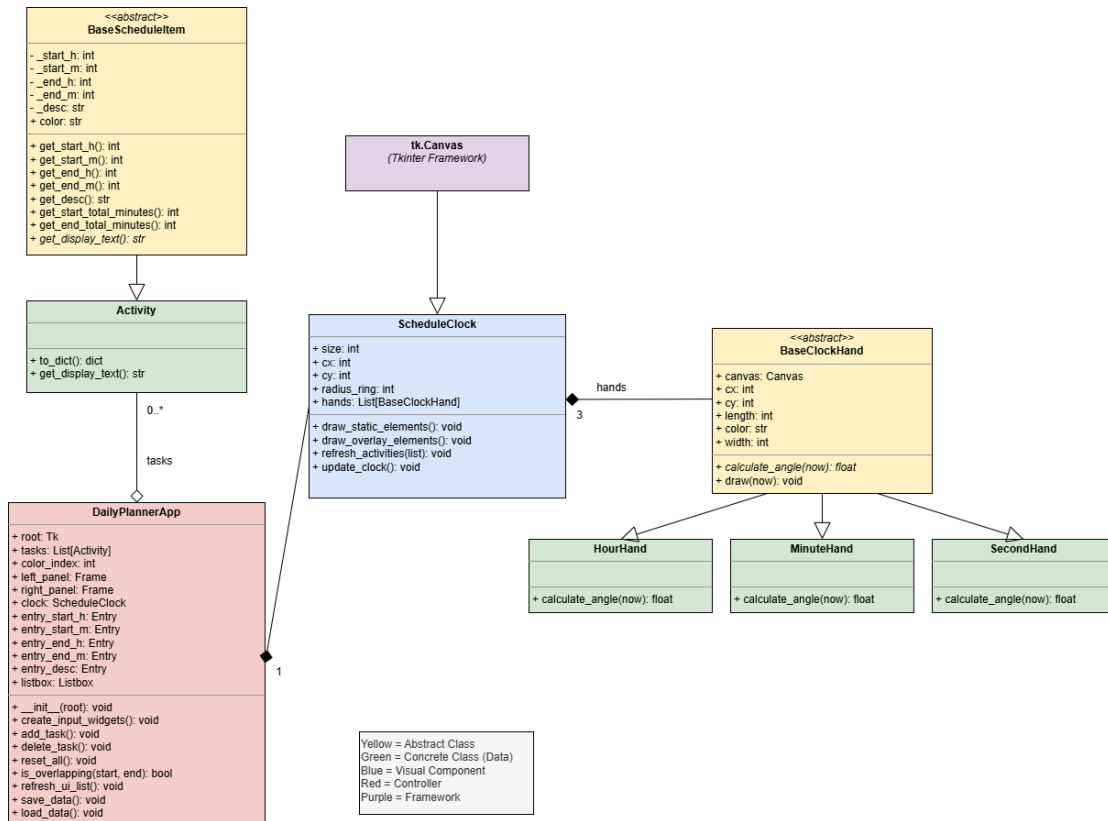 <<abstract>>
BaseScheduleItem
- _start_h: int
- _start_m: int
- _end_h: int
- _end_m: int
- _desc: str
+ color: str
+ get_start_h(): int
+ get_start_m(): int
+ get_end_h(): int
+ get_end_m(): int
+ get_desc(): str
+ get_start_total_minutes(): int
+ get_end_total_minutes(): int
+ get_display_text(): str
tk.Canvas
(Tkinter Framework)
Activity
+ to_dict(): dict
+ get_display_text(): str
0..*
tasks
ScheduleClock
+ size: int
+ cx: int
+ cy: int
+ radius_ring: int
+ hands: List[BaseClockHand]
+ draw_static_elements(): void
+ draw_overlay_elements(): void
+ refresh_activities(list): void
+ update_clock(): void
hands
3
<<abstract>>
BaseClockHand
+ canvas: Canvas
+ cx: int
+ cy: int
+ length: int
+ color: str
+ width: int
+ calculate_angle(now): float
+ draw(now): void
HourHand
+ calculate_angle(now): float
MinuteHand
+ calculate_angle(now): float
SecondHand
+ calculate_angle(now): float
DailyPlannerApp
+ root: Tk
+ tasks: List[Activity]
+ color_index: int
+ left_panel: Frame
+ right_panel: Frame
+ clock: ScheduleClock
+ entry_start_h: Entry
+ entry_start_m: Entry
+ entry_end_h: Entry
+ entry_end_m: Entry
+ entry_desc: Entry
+ listbox: Listbox
+ __init__(root): void
+ create_input_widgets(): void
+ add_task(): void
+ delete_task(): void
+ reset_all(): void
+ is_overlapping(start, end): bool
+ refresh_ui_list(): void
+ save_data(): void
+ load_data(): void
1
Yellow = Abstract Class
Green = Concrete Class (Data)
Blue = Visual Component
Red = Controller
Purple = Framework